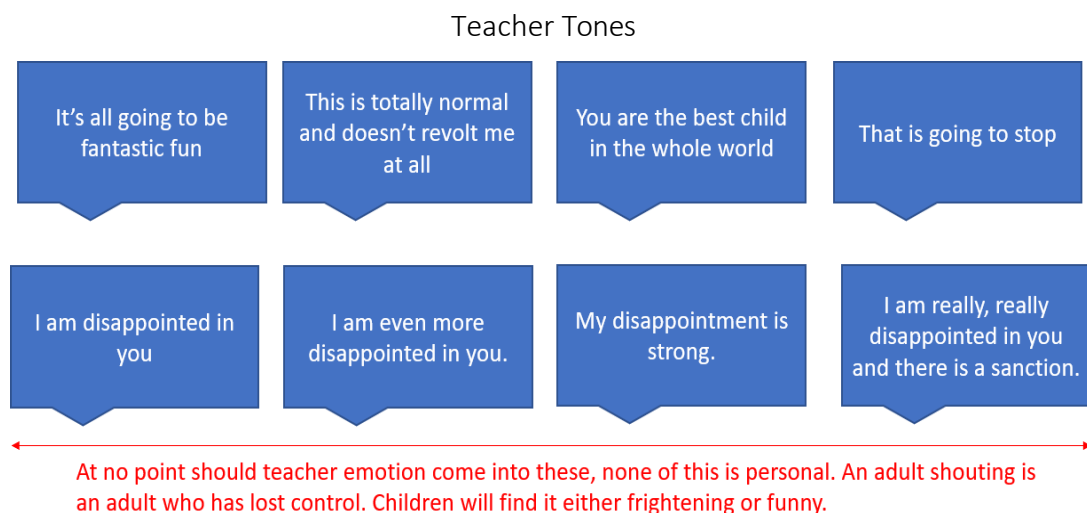 Teacher Tones
It's all going to be
fantastic fun
This is totally normal
and doesn't revolt me
at all
You are the best child
in the whole world
That is going to stop
I am disappointed in
you
I am even more
disappointed in you.
My disappointment is
strong.
I am really, really
disappointed in you
and there is a sanction.
At no point should teacher emotion come into these, none of this is personal. An adult shouting is
an adult who has lost control. Children will find it either frightening or funny.